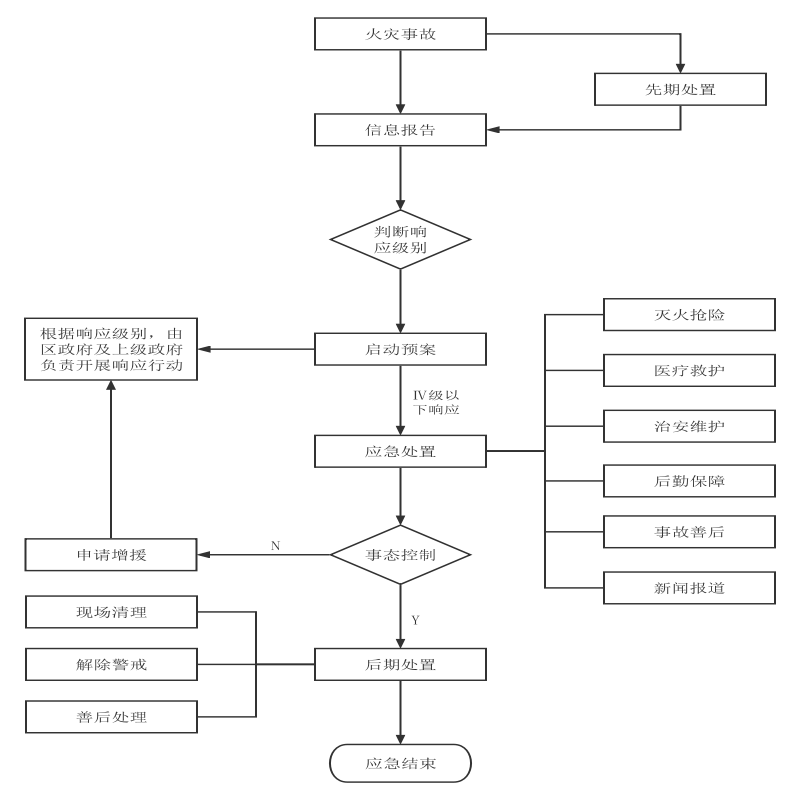 火灾事故
先期处置
信息报告
判断响
应级别
根据响应级别，由
区政府及上级政府
负责开展响应行动
启动预案
灭火抢险
医疗救护
Ⅳ级以
下响应
治安维护
应急处置
后勤保障
事故善后
申请增援
N
事态控制
新闻报道
现场清理
Y
解除警戒
后期处置
善后处理
应急结束